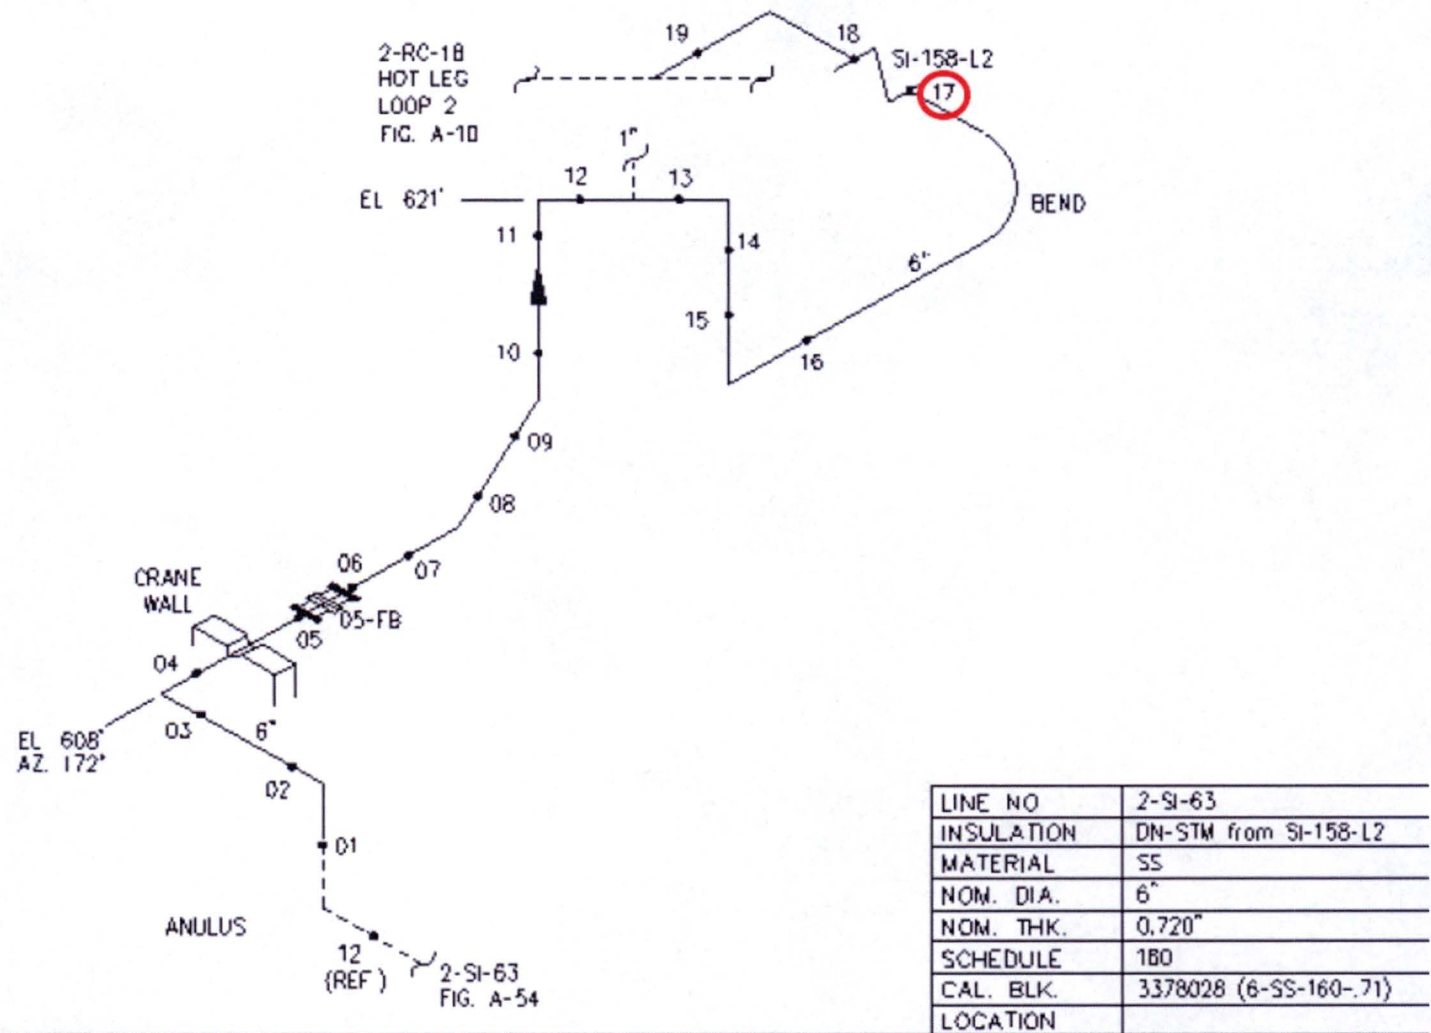 2-RC-18
HOT LEG
LOOP 2
FIG. A-10
19
18
SI-158-L2
17
1"
12
13
EL 621'
11
14
BEND
6"
15
10
16
09
08
06
07
CRANE
WALL
05-FB
05
04
03
6"
EL 608'
AZ. 172°
02
01
ANULUS
12
(REF )
2-SI-63
FIG. A-54
LINE NO 2-SI-63
INSULATION DN-STM from SI-158-L2
MATERIAL SS
NOM. DIA. 6"
NOM. THK. 0.720"
SCHEDULE 160
CAL. BLK. 3378028 (6-SS-160-.71)
LOCATION